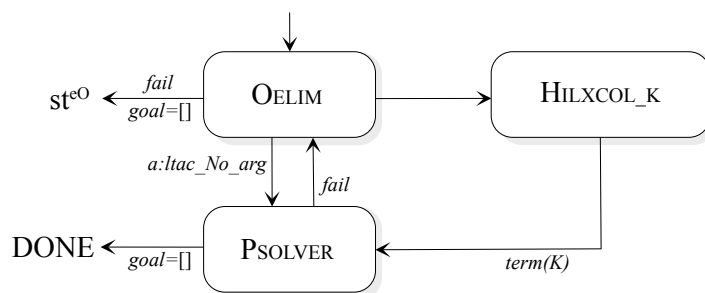 fail
st^eO
goal=[]
OELIM
HILXCOL_K
a:ltac_No_arg
fail
DONE
goal=[]
PSOLVER
term(K)